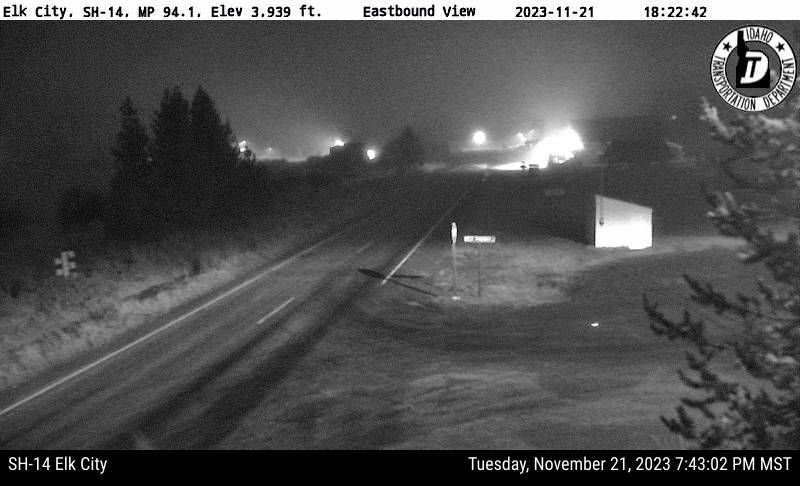 Elk City, SH-14, MP 94.1, Elev 3,939 ft. Eastbound View 2023-11-21 18:22:42
IDAHO
TRANSPORTATION DEPARTMENT
SH-14 Elk City Tuesday, November 21, 2023 7:43:02 PM MST